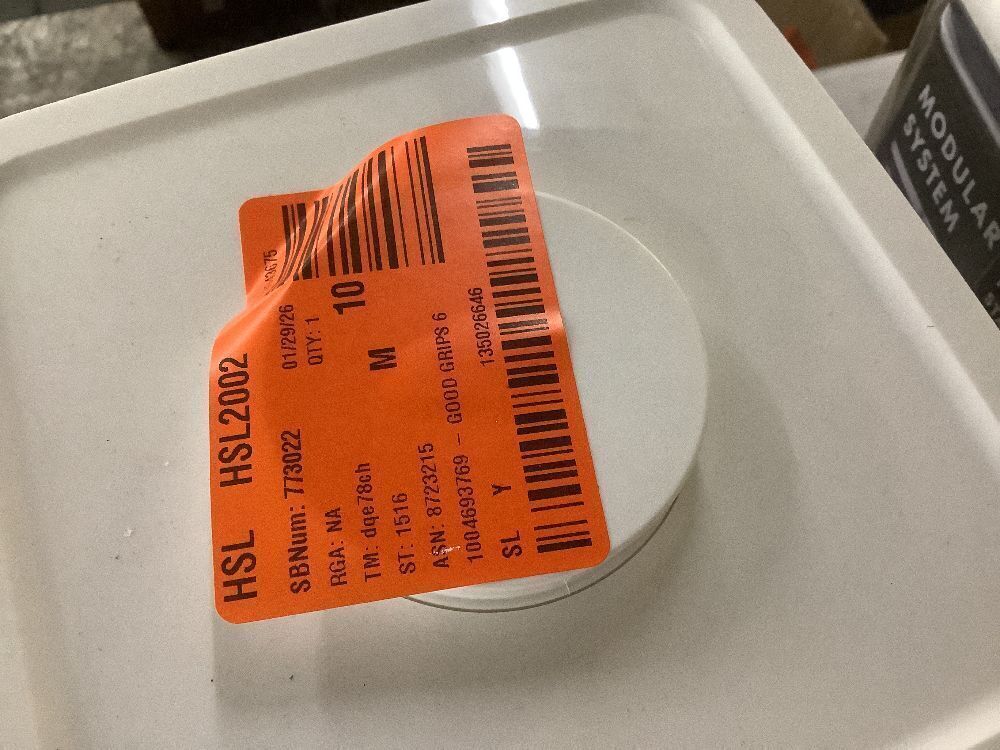 HSL HSL2002
SBNum: 773022 01/29/26
RGA: NA QTY: 1
TM: dqe78ch M 10
ST: 1516
ASN: 8723215
1004693769 – GOOD GRIPS 6
SL Y 135026646
MODULAR
SYSTEM